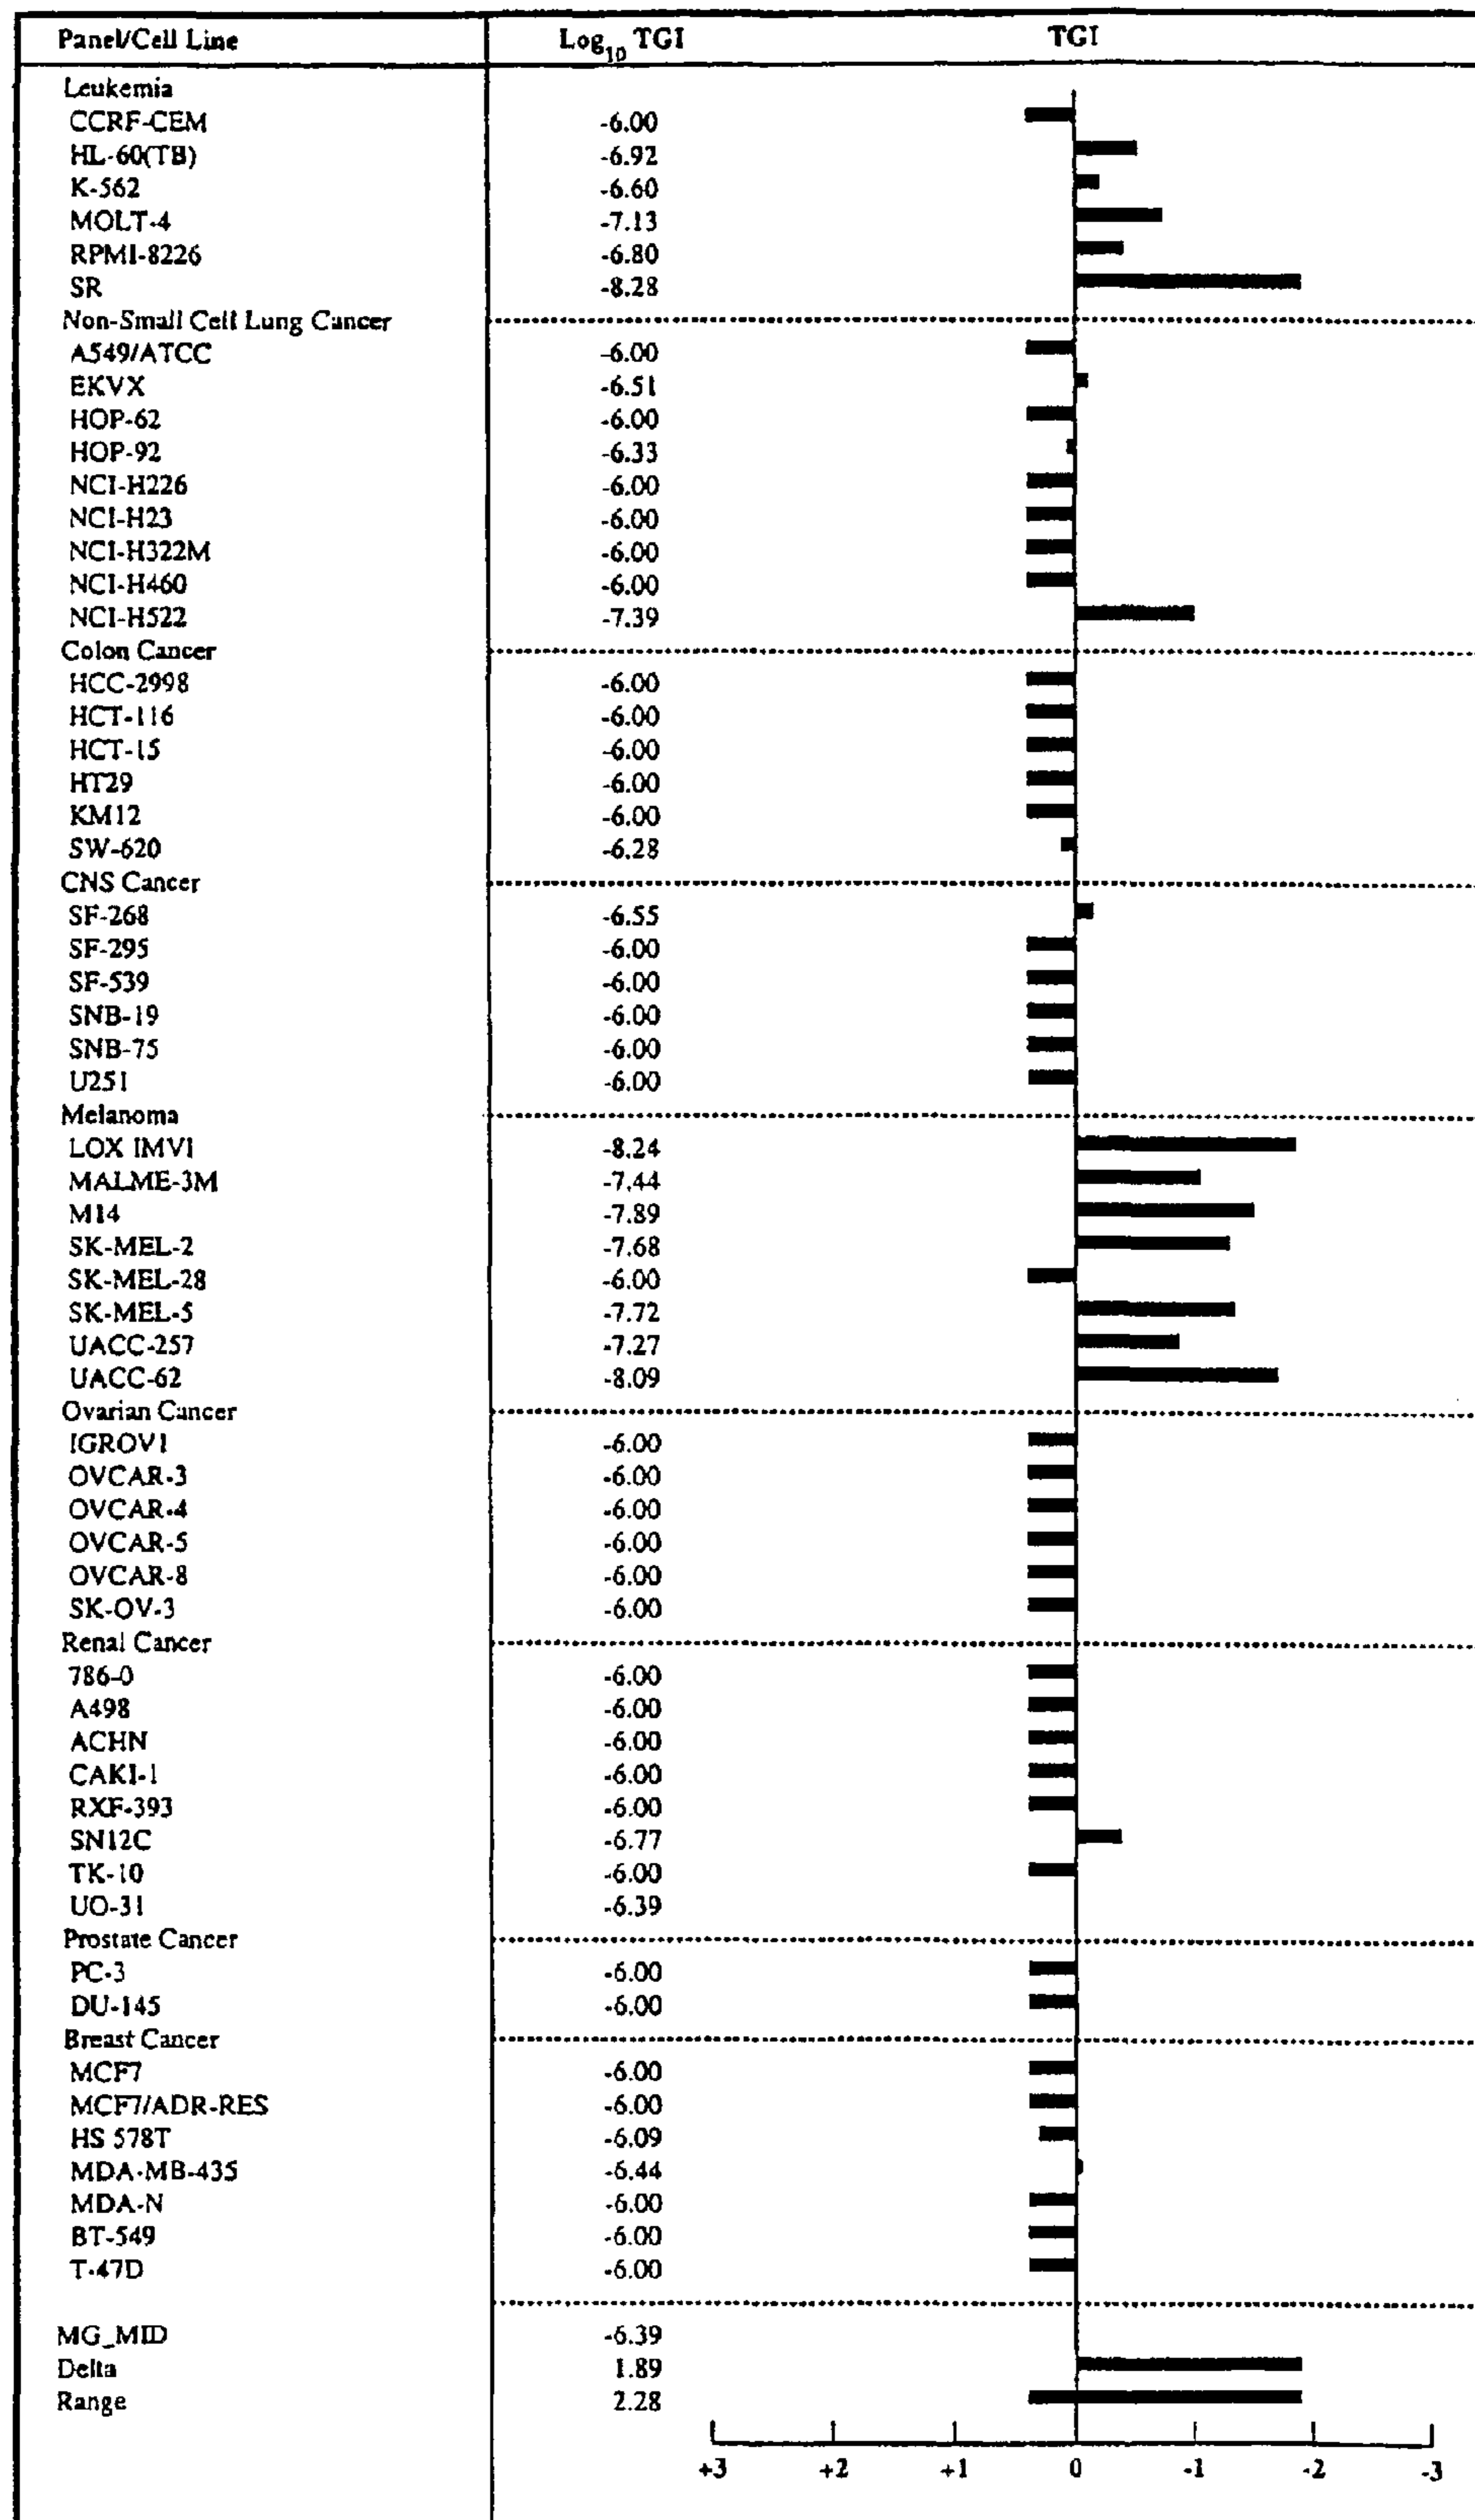 Panel/Cell Line Log10 TGI TGI
Leukemia
CCRF-CEM -6.00
HL-60(TB) -6.92
K-562 -6.60
MOLT-4 -7.13
RPMI-8226 -6.80
SR -8.28
Non-Small Cell Lung Cancer
A549/ATCC -6.00
EKVX -6.51
HOP-62 -6.00
HOP-92 -6.33
NCI-H226 -6.00
NCI-H23 -6.00
NCI-H322M -6.00
NCI-H460 -6.00
NCI-H522 -7.39
Colon Cancer
HCC-2998 -6.00
HCT-116 -6.00
HCT-15 -6.00
HT29 -6.00
KM12 -6.00
SW-620 -6.28
CNS Cancer
SF-268 -6.55
SF-295 -6.00
SF-539 -6.00
SNB-19 -6.00
SNB-75 -6.00
U251 -6.00
Melanoma
LOX IMVI -8.24
MALME-3M -7.44
M14 -7.89
SK-MEL-2 -7.68
SK-MEL-28 -6.00
SK-MEL-5 -7.72
UACC-257 -7.27
UACC-62 -8.09
Ovarian Cancer
IGROV1 -6.00
OVCAR-3 -6.00
OVCAR-4 -6.00
OVCAR-5 -6.00
OVCAR-8 -6.00
SK-OV-3 -6.00
Renal Cancer
786-0 -6.00
A498 -6.00
ACHN -6.00
CAKI-1 -6.00
RXF-393 -6.00
SN12C -6.77
TK-10 -6.00
UO-31 -6.39
Prostate Cancer
PC-3 -6.00
DU-145 -6.00
Breast Cancer
MCF7 -6.00
MCF7/ADR-RES -6.00
HS 578T -6.09
MDA-MB-435 -6.44
MDA-N -6.00
BT-549 -6.00
T-47D -6.00
MG_MID -6.39
Delta 1.89
Range 2.28
+3 +2 +1 0 -1 -2 -3